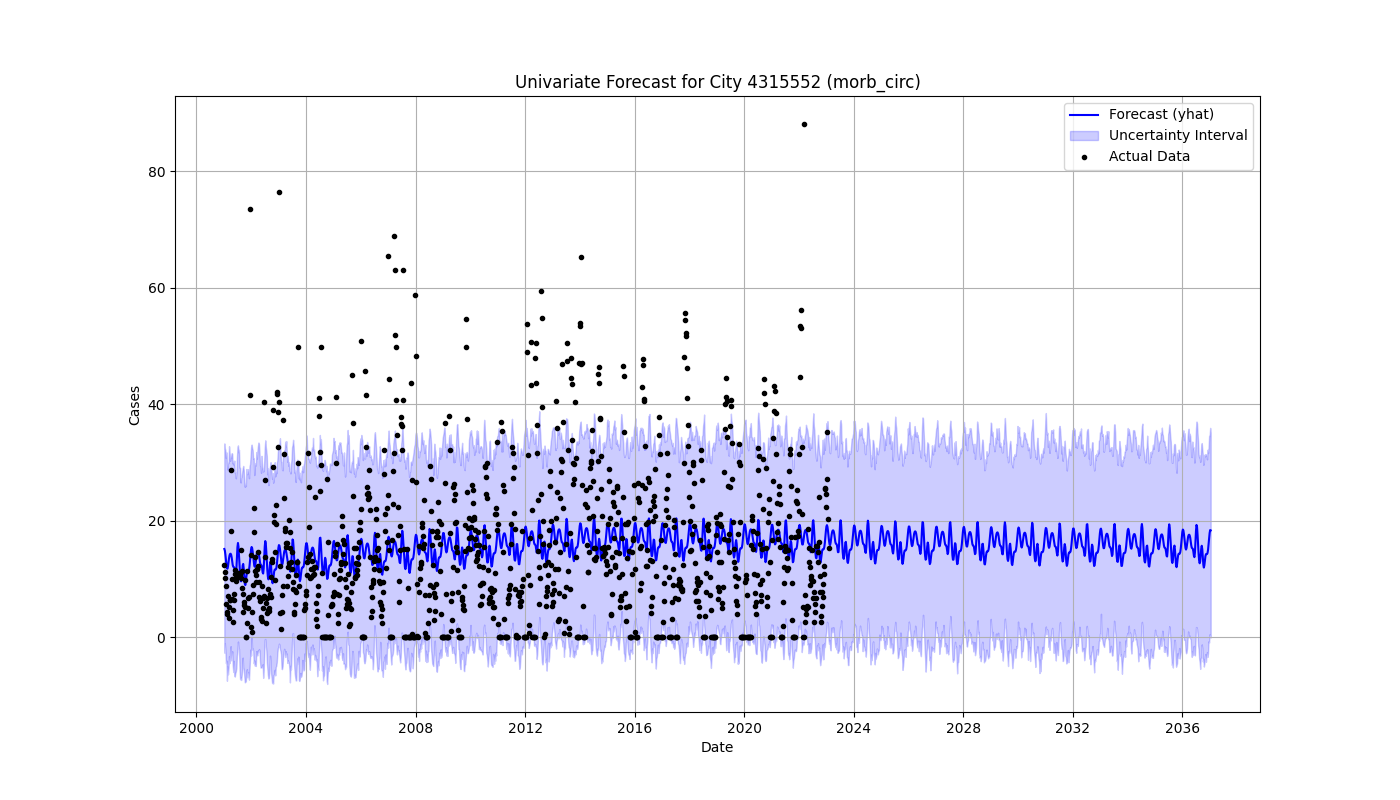 Univariate Forecast for City 4315552 (morb_circ)
Forecast (yhat)
Uncertainty Interval
Actual Data
Cases
80
60
40
20
0
2000 2004 2008 2012 2016 2020 2024 2028 2032 2036
Date